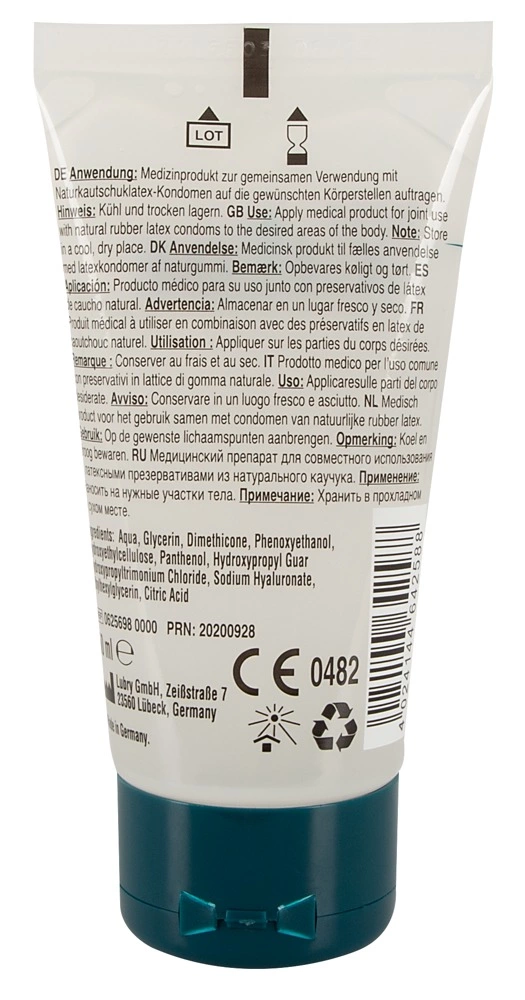 LOT
DE Anwendung: Medizinprodukt zur gemeinsamen Verwendung mit
Naturkautschuklatex-Kondomen auf die gewünschten Körperstellen auftragen.
Hinweis: Kühl und trocken lagern. GB Use: Apply medical product for joint use
with natural rubber latex condoms to the desired areas of the body. Note: Store
in a cool, dry place. DK Anvendelse: Medicinsk produkt til fælles anvendelse
med latexkondomer af naturgummi. Bemærk: Opbevares køligt og tørt. ES
Aplicación: Producto médico para su uso junto con preservativos de látex
de caucho natural. Advertencia: Almacenar en un lugar fresco y seco. FR
Produit médical à utiliser en combinaison avec des préservatifs en latex de
caoutchouc naturel. Utilisation : Appliquer sur les parties du corps désirées.
Remarque : Conserver au frais et au sec. IT Prodotto medico per l'uso comune
con preservativi in lattice di gomma naturale. Uso: Applicaresulle parti del corpo
desiderate. Avviso: Conservare in un luogo fresco e asciutto. NL Medisch
product voor het gebruik samen met condomen van natuurlijke rubber latex.
Gebruik: Op de gewenste lichaamspunten aanbrengen. Opmerking: Koel en
droog bewaren. RU Медицинский препарат для совместного использования
латексными презервативами из натурального каучука. Применение:
наносить на нужные участки тела. Примечание: Хранить в прохладном
сухом месте.
Ingredients: Aqua, Glycerin, Dimethicone, Phenoxyethanol,
Hydroxyethylcellulose, Panthenol, Hydroxypropyl Guar
Hydroxypropyltrimonium Chloride, Sodium Hyaluronate,
Ethylhexylglycerin, Citric Acid
0625698 0000 PRN: 20200928
ml ℮
CE 0482
Lubry GmbH, Zeißstraße 7
23560 Lübeck, Germany
Made in Germany.
4 024144 642588